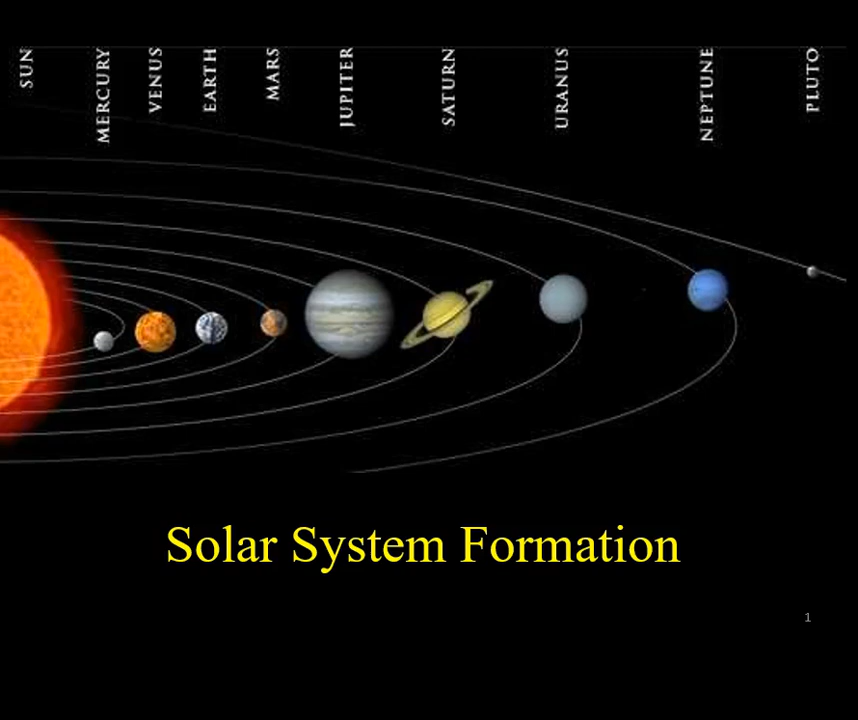 SUN
MERCURY
VENUS
EARTH
MARS
JUPITER
SATURN
URANUS
NEPTUNE
PLUTO
Solar System Formation
1